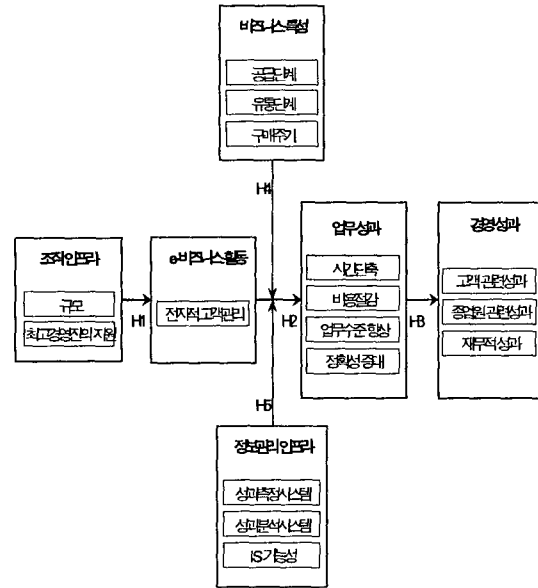 비즈니스특성
공급단계
유통단계
구매주기
H4
조직인프라
규모
최고경영진의 지원
H1
e-비즈니스활동
전자적고객관리
H2
업무성과
시간단축
비용절감
업무수준 향상
정확성 증대
H3
경영성과
고객 관련성과
종업원 관련성과
재무적 성과
H5
정보관리 인프라
성과측정시스템
성과분석시스템
IS 기능성